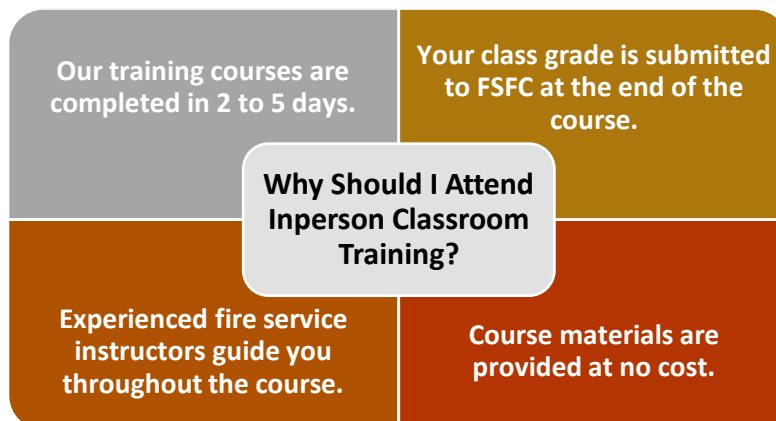 Our training courses are
completed in 2 to 5 days.
Your class grade is submitted
to FSFC at the end of the
course.
Why Should I Attend
Inperson Classroom
Training?
Experienced fire service
instructors guide you
throughout the course.
Course materials are
provided at no cost.